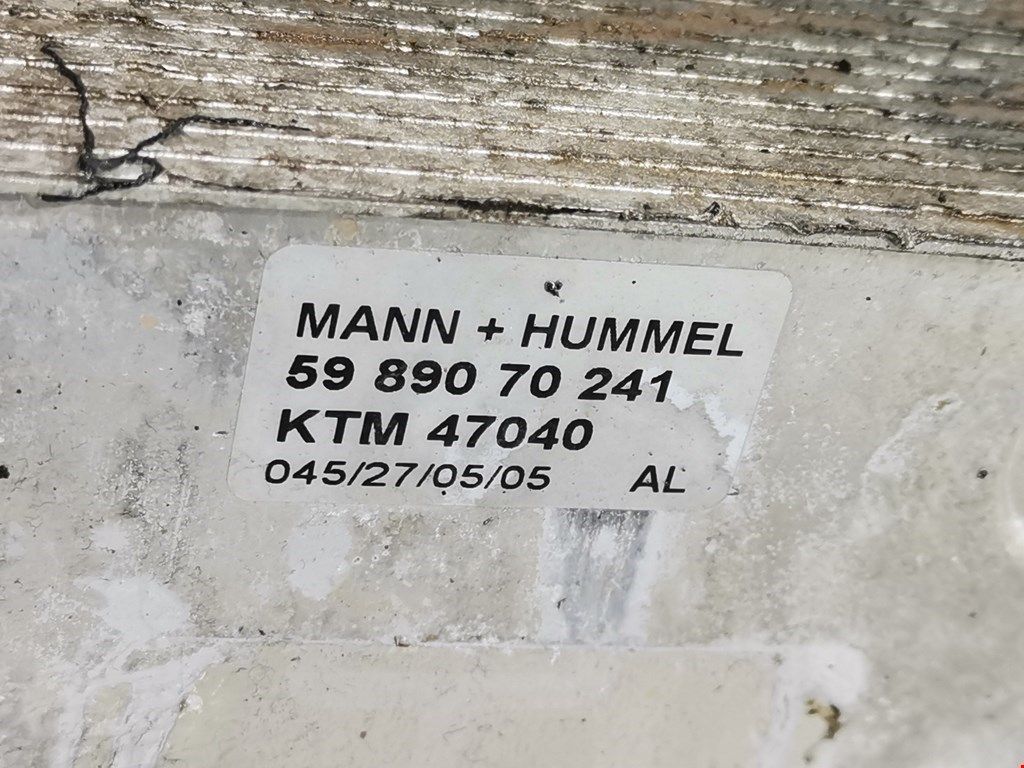 MANN + HUMMEL
59 890 70 241
KTM 47040
045/27/05/05 AL